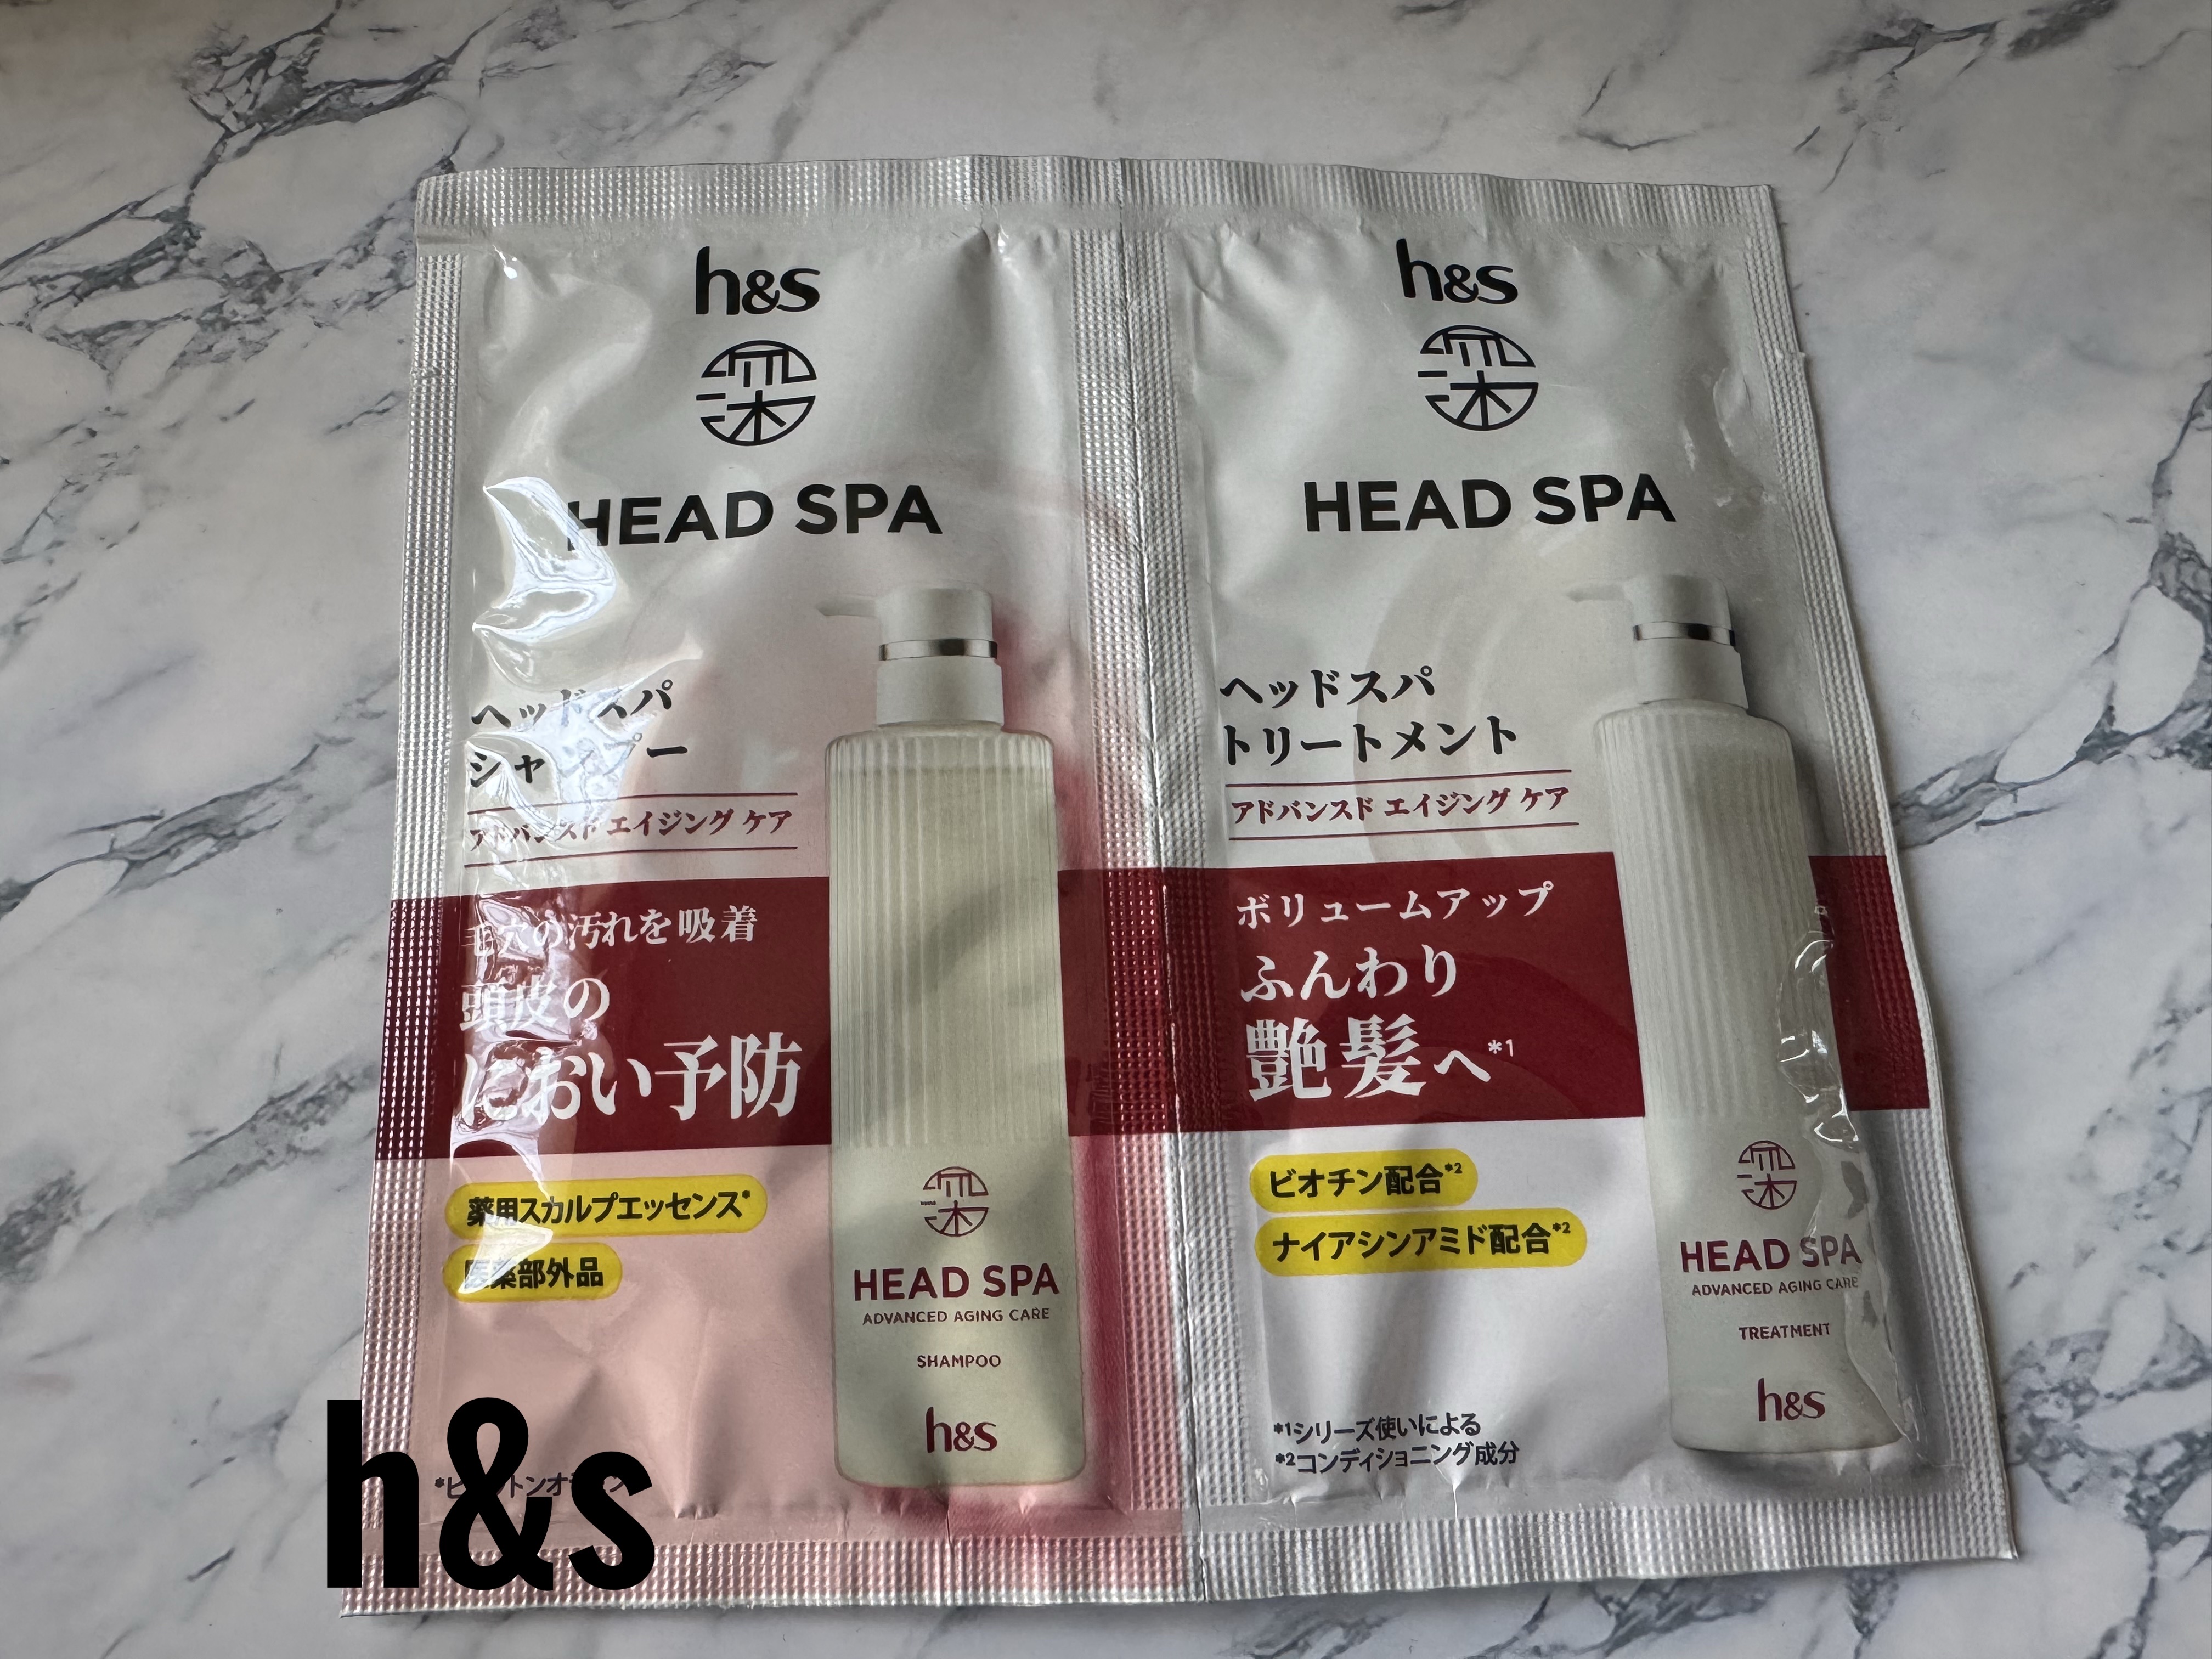 h&s
深
HEAD SPA
ヘッドスパ
シャンプー
アドバンスド エイジング ケア
毛穴の汚れを吸着
頭皮の
におい予防
薬用スカルプエッセンス*
医薬部外品
HEAD SPA
ADVANCED AGING CARE
SHAMPOO
h&s
h&s
深
HEAD SPA
ヘッドスパ
トリートメント
アドバンスド エイジング ケア
ボリュームアップ
ふんわり
艶髪へ*1
ビオチン配合*2
ナイアシンアミド配合*2
*1シリーズ使いによる
*2コンディショニング成分
深
HEAD SPA
ADVANCED AGING CARE
TREATMENT
h&s
h&s